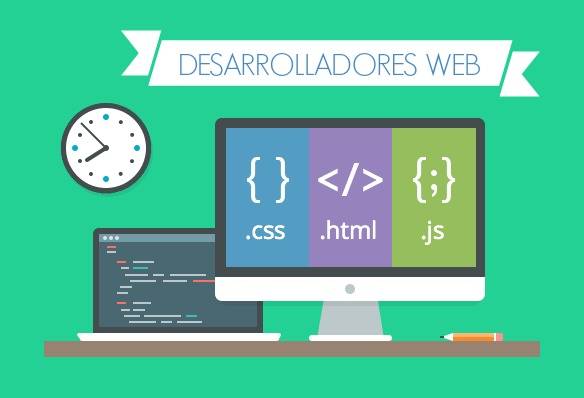 DESARROLLADORES WEB
{ } </> {;}
.css .html .js